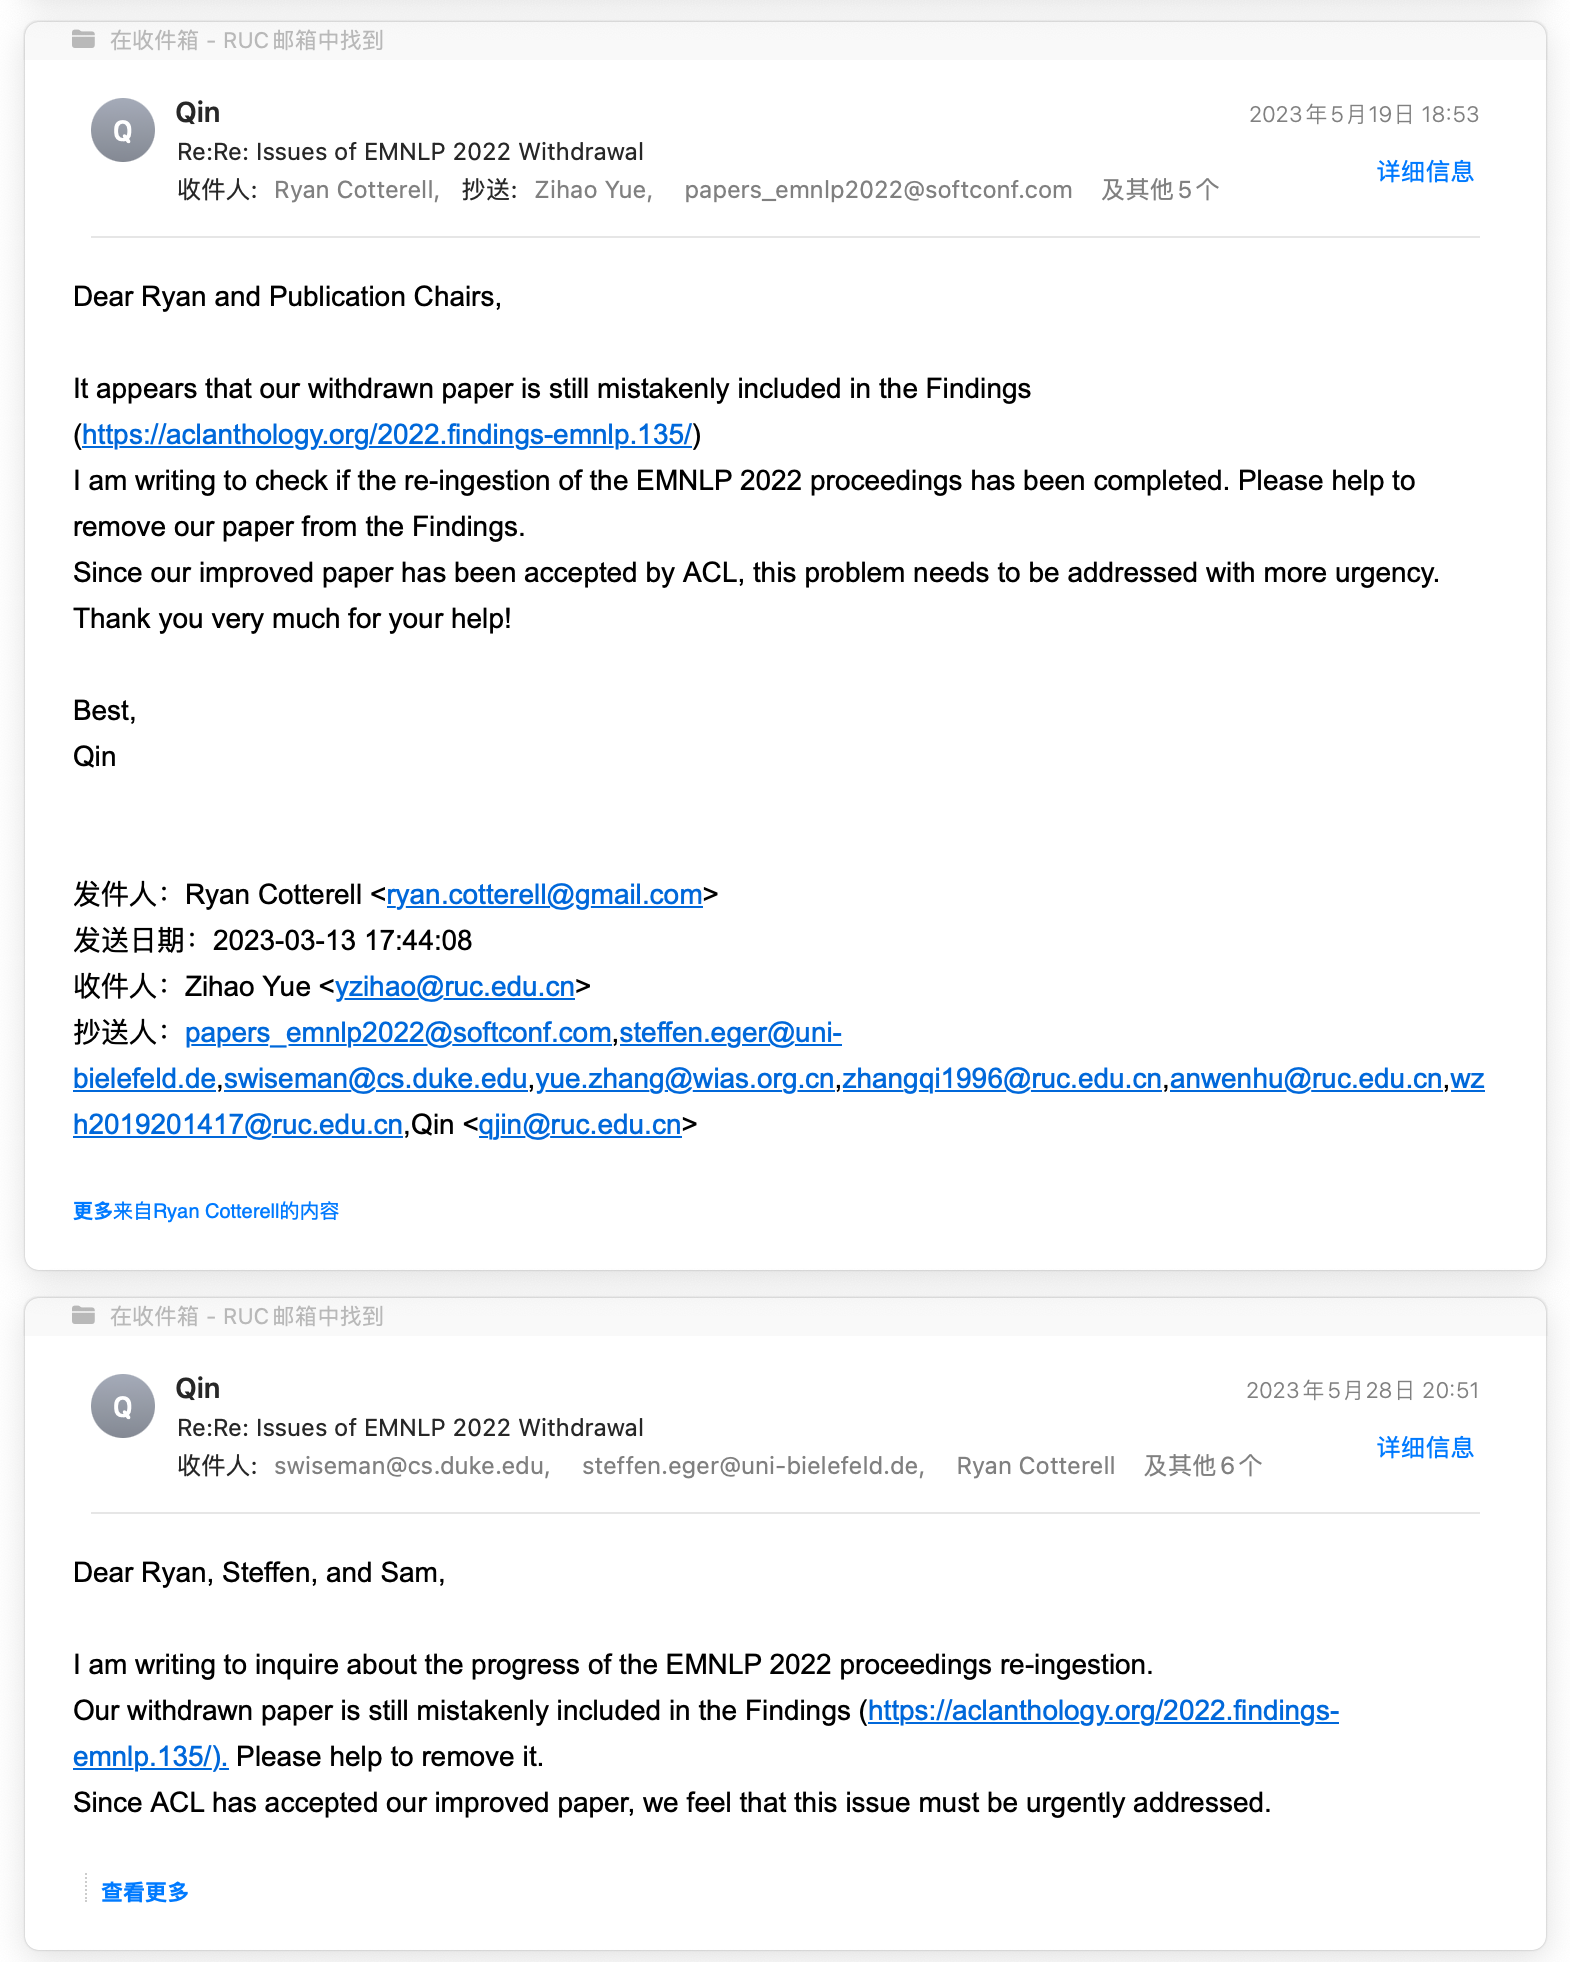 在收件箱 - RUC邮箱中找到
Q
Qin
2023年5月19日 18:53
Re:Re: Issues of EMNLP 2022 Withdrawal
详细信息
收件人: Ryan Cotterell, 抄送: Zihao Yue, papers_emnlp2022@softconf.com 及其他5个
Dear Ryan and Publication Chairs,
It appears that our withdrawn paper is still mistakenly included in the Findings
(https://aclanthology.org/2022.findings-emnlp.135/)
I am writing to check if the re-ingestion of the EMNLP 2022 proceedings has been completed. Please help to
remove our paper from the Findings.
Since our improved paper has been accepted by ACL, this problem needs to be addressed with more urgency.
Thank you very much for your help!
Best,
Qin
发件人：Ryan Cotterell <ryan.cotterell@gmail.com>
发送日期：2023-03-13 17:44:08
收件人：Zihao Yue <yzihao@ruc.edu.cn>
抄送人：papers_emnlp2022@softconf.com,steffen.eger@uni-
bielefeld.de,swiseman@cs.duke.edu,yue.zhang@wias.org.cn,zhangqi1996@ruc.edu.cn,anwenhu@ruc.edu.cn,wz
h2019201417@ruc.edu.cn,Qin <qjin@ruc.edu.cn>
更多来自Ryan Cotterell的内容
在收件箱 - RUC邮箱中找到
Q
Qin
2023年5月28日 20:51
Re:Re: Issues of EMNLP 2022 Withdrawal
详细信息
收件人: swiseman@cs.duke.edu, steffen.eger@uni-bielefeld.de, Ryan Cotterell 及其他6个
Dear Ryan, Steffen, and Sam,
I am writing to inquire about the progress of the EMNLP 2022 proceedings re-ingestion.
Our withdrawn paper is still mistakenly included in the Findings (https://aclanthology.org/2022.findings-
emnlp.135/). Please help to remove it.
Since ACL has accepted our improved paper, we feel that this issue must be urgently addressed.
查看更多